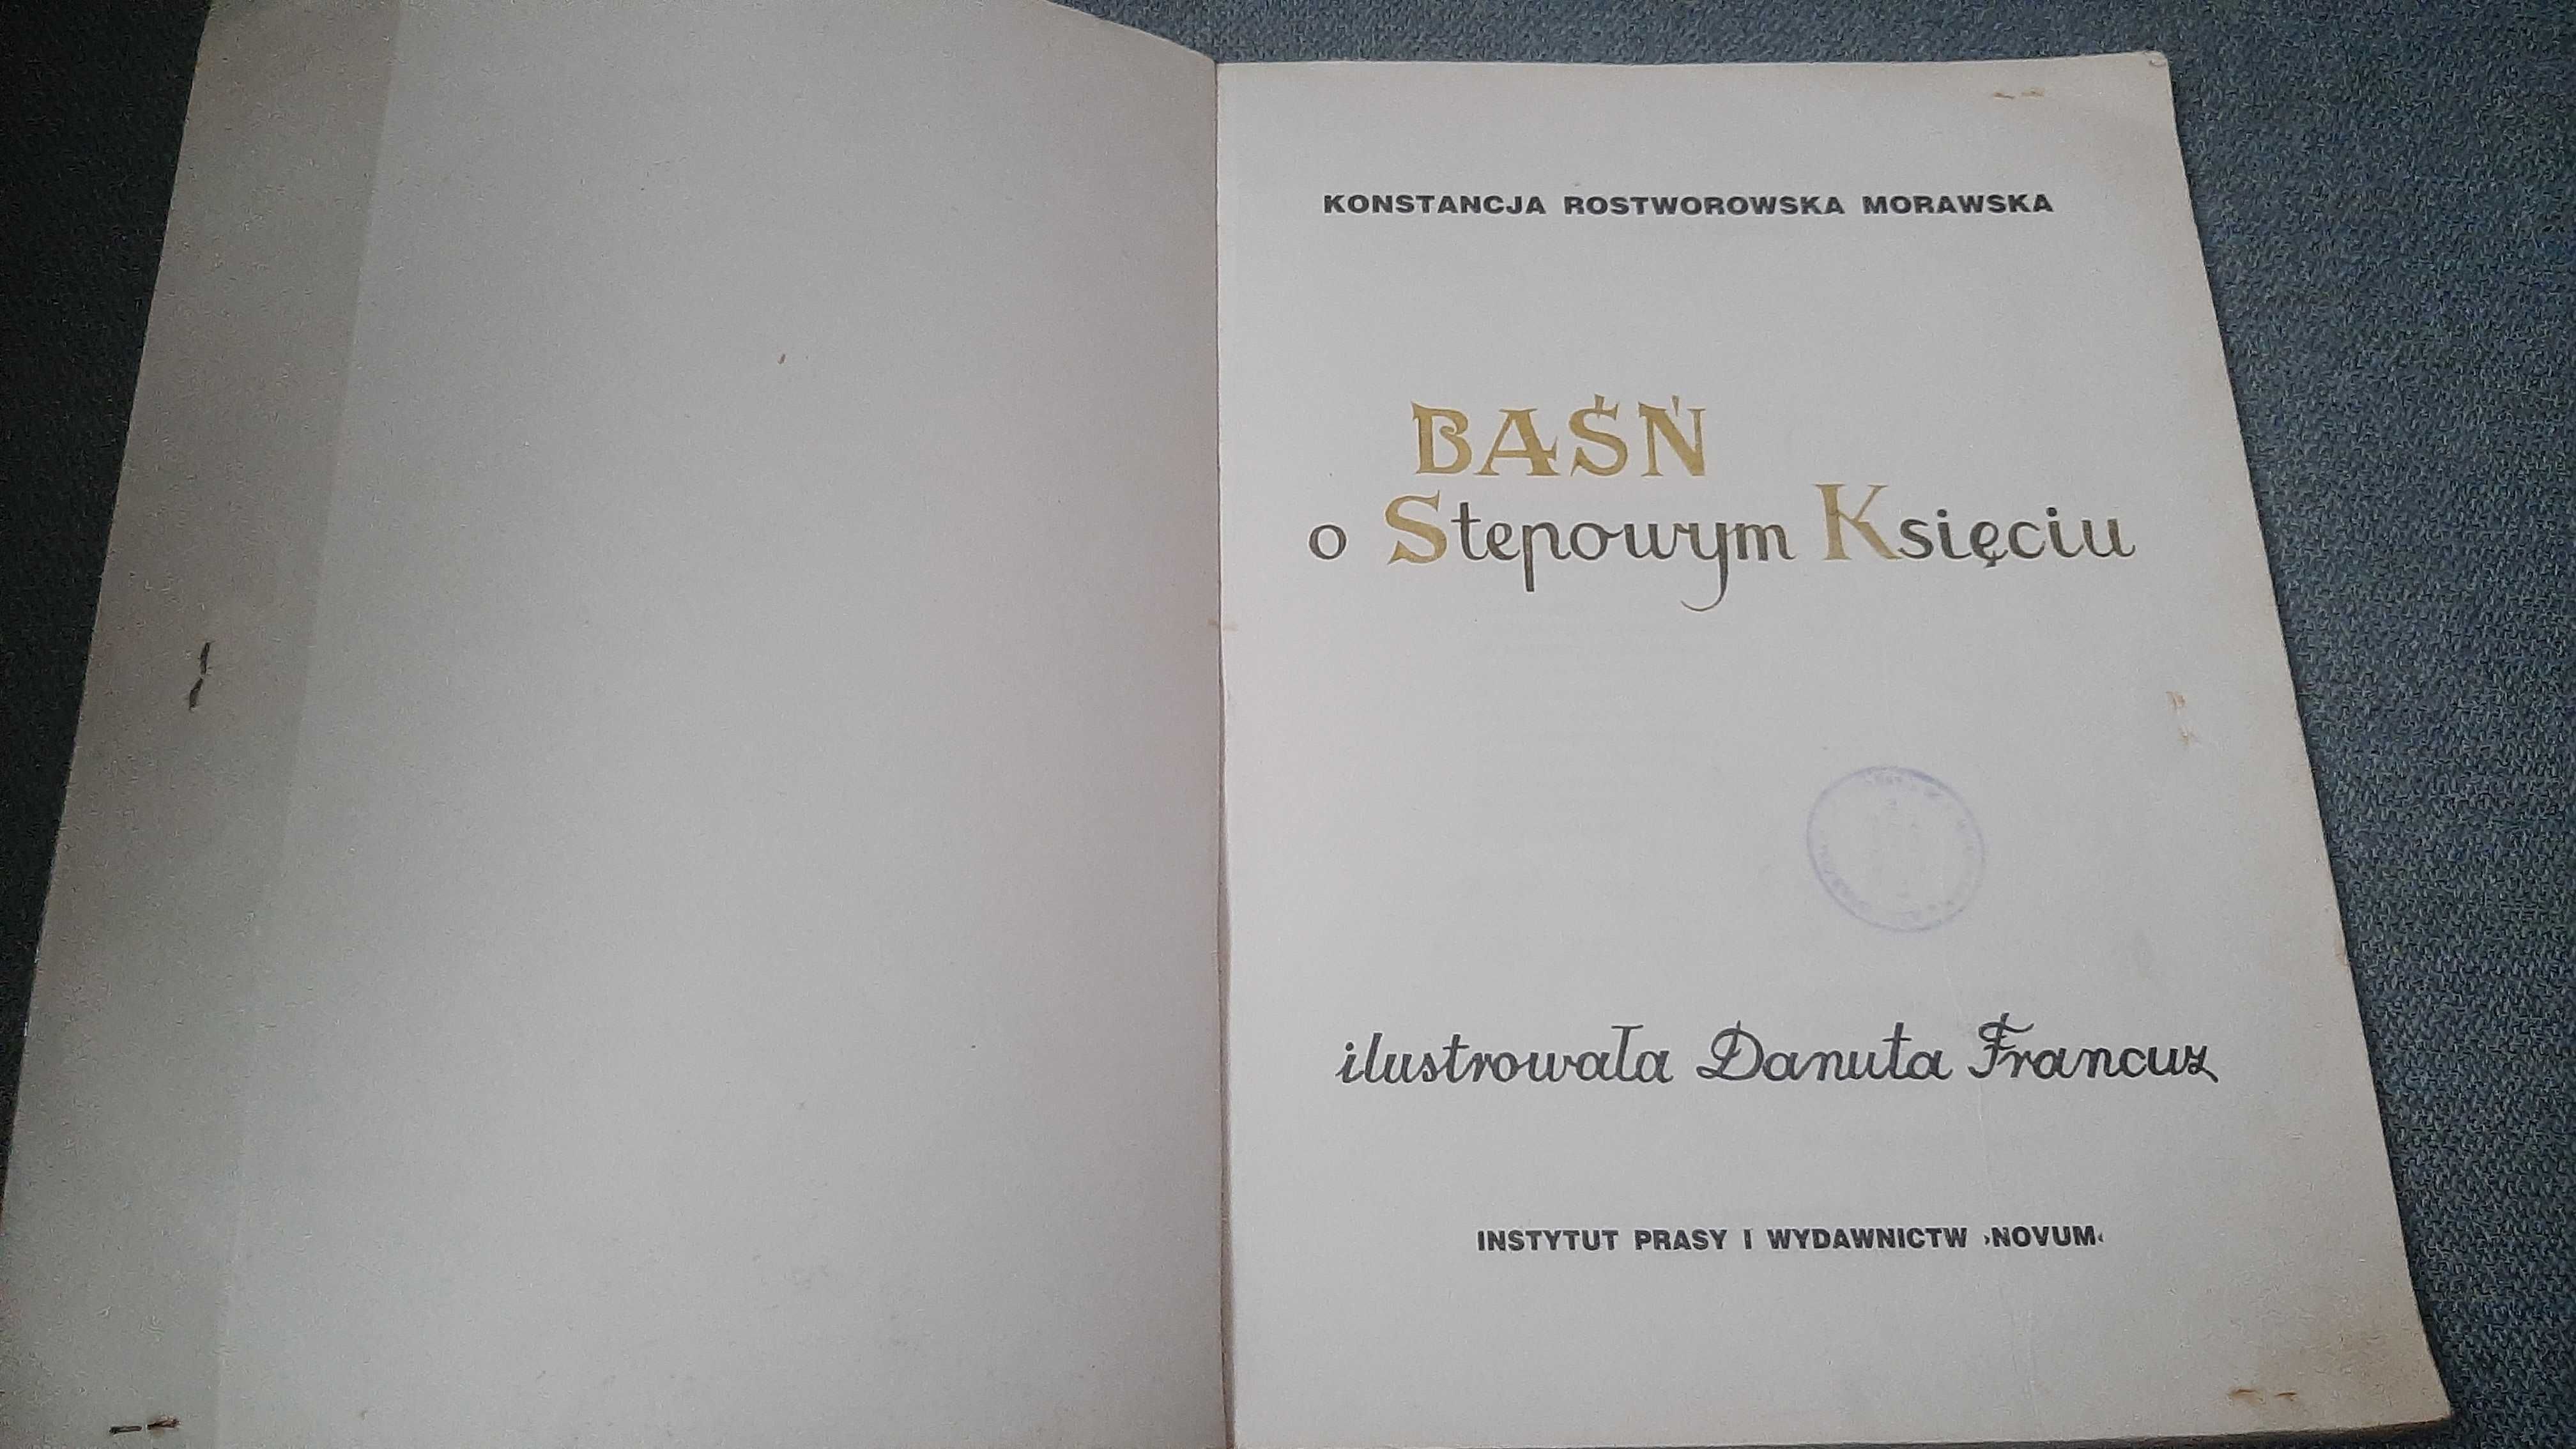 KONSTANCJA ROSTWOROWSKA MORAWSKA
BAŚŃ
o Stepowym Księciu
ilustrowała Danuta Francuz
INSTYTUT PRASY I WYDAWNICTW ›NOVUM‹